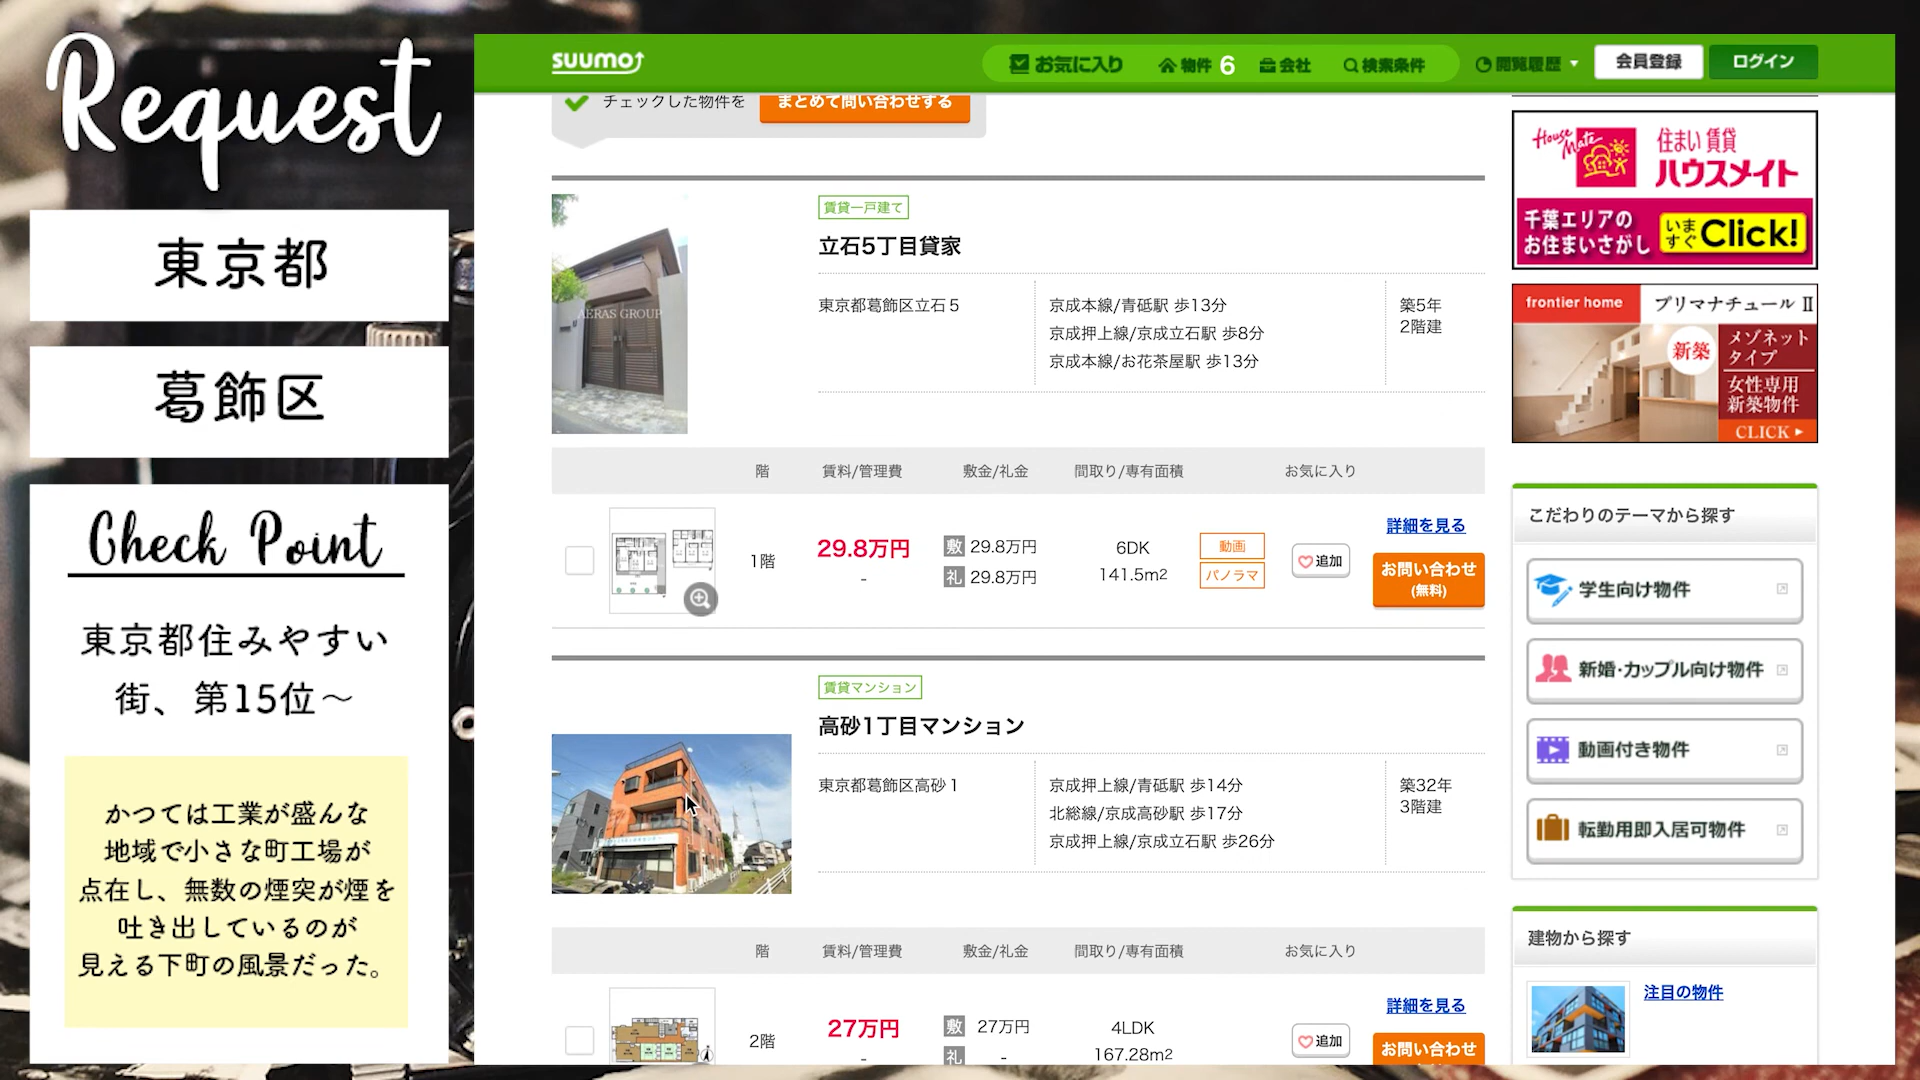 Request
東京都
葛飾区
Check Point
東京都住みやすい
街、第15位～
かつては工業が盛んな
地域で小さな町工場が
点在し、無数の煙突が煙を
吐き出しているのが
見える下町の風景だった。
suumo
お気に入り 物件 6 会社 検索条件 閲覧履歴 会員登録 ログイン
チェックした物件を まとめて問い合わせする
賃貸一戸建て
立石5丁目貸家
AERAS GROUP
東京都葛飾区立石５
京成本線/青砥駅 歩13分
京成押上線/京成立石駅 歩8分
京成本線/お花茶屋駅 歩13分
築5年
2階建
階 賃料/管理費 敷金/礼金 間取り/専有面積 お気に入り
1階
29.8万円
-
敷 29.8万円
礼 29.8万円
6DK
141.5m2
動画
パノラマ
追加
詳細を見る
お問い合わせ
(無料)
賃貸マンション
高砂1丁目マンション
東京都葛飾区高砂１
京成押上線/青砥駅 歩14分
北総線/京成高砂駅 歩17分
京成押上線/京成立石駅 歩26分
築32年
3階建
階 賃料/管理費 敷金/礼金 間取り/専有面積 お気に入り
2階
27万円
-
敷 27万円
礼 -
4LDK
167.28m2
追加
詳細を見る
お問い合わせ
House Mate
住まい 賃貸
ハウスメイト
千葉エリアの
お住まいさがし
いますぐ Click!
frontier home プリマナチュール Ⅱ
新築
メゾネット
タイプ
女性専用
新築物件
CLICK
こだわりのテーマから探す
学生向け物件
新婚・カップル向け物件
動画付き物件
転勤用即入居可物件
建物から探す
注目の物件